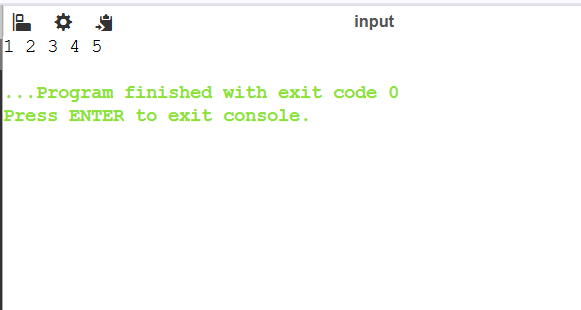 input
1 2 3 4 5
...Program finished with exit code 0
Press ENTER to exit console.